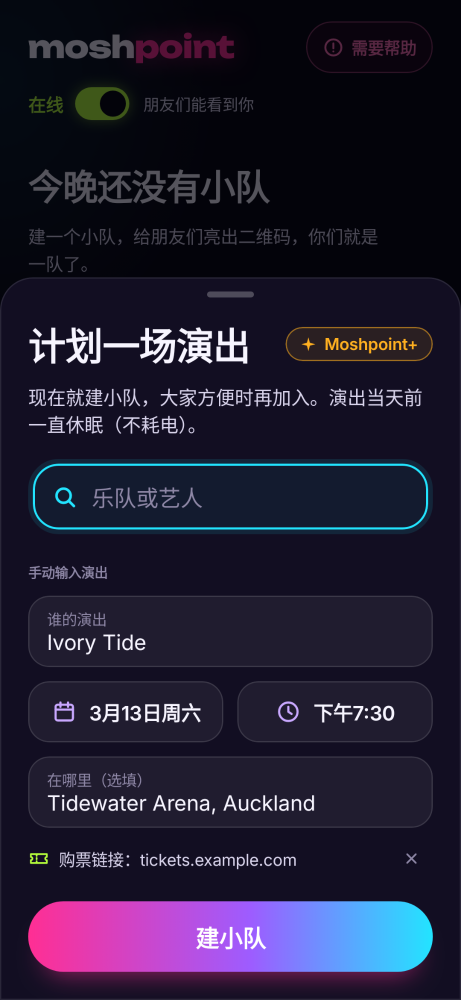 moshpoint
需要帮助
在线
朋友们能看到你
今晚还没有小队
建一个小队，给朋友们亮出二维码，你们就是
一队了。
计划一场演出
Moshpoint+
现在就建小队，大家方便时再加入。演出当天前
一直休眠（不耗电）。
乐队或艺人
手动输入演出
谁的演出
Ivory Tide
3月13日周六
下午7:30
在哪里（选填）
Tidewater Arena, Auckland
购票链接：tickets.example.com
建小队